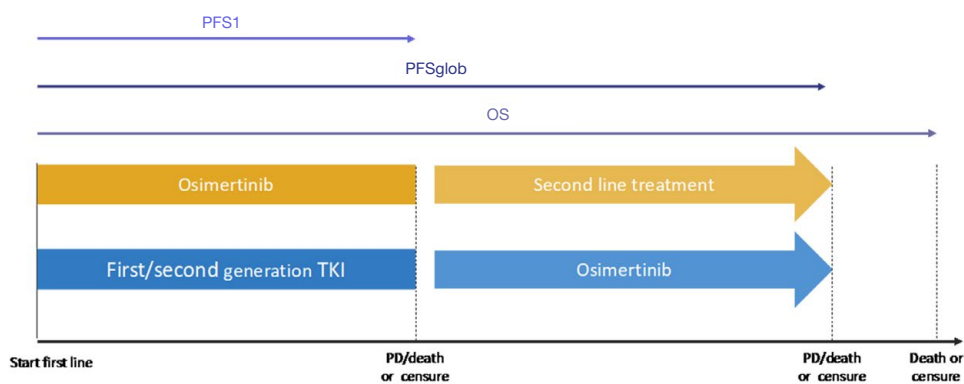 PFS1
PFSglob
OS
Osimertinib
Second line treatment
First/second generation TKI
Osimertinib
Start first line
PD/death
or censure
PD/death
or censure
Death or
censure